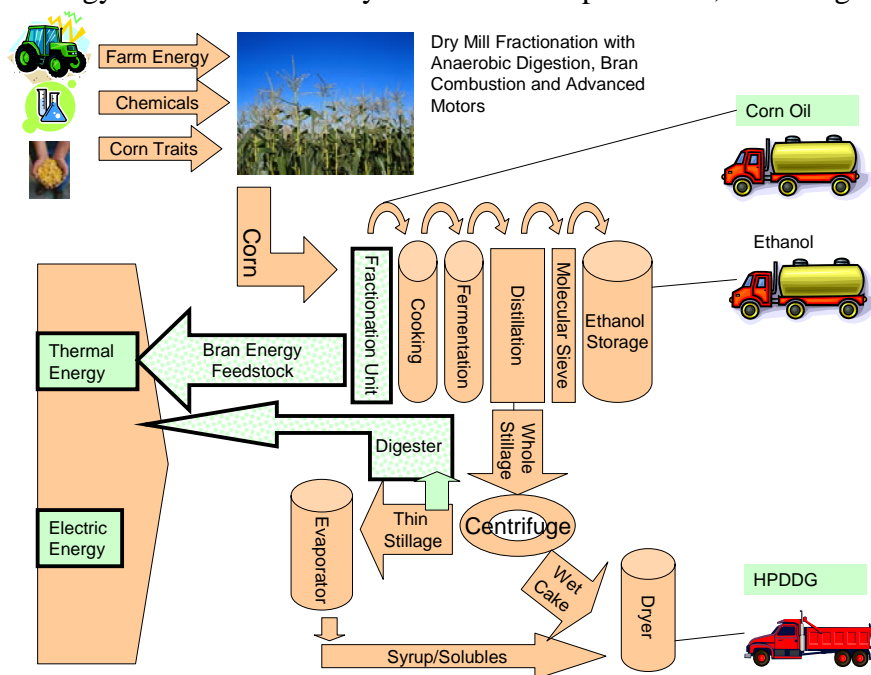 Farm Energy
Chemicals
Corn Traits
Dry Mill Fractionation with
Anaerobic Digestion, Bran
Combustion and Advanced
Motors
Corn Oil
Corn
Ethanol
Fractionation Unit
Cooking
Fermentation
Distillation
Molecular Sieve
Ethanol
Storage
Thermal
Energy
Bran Energy
Feedstock
Digester
Whole
Stillage
Electric
Energy
Evaporator
Thin
Stillage
Centrifuge
Wet
Cake
Dryer
HPDDG
Syrup/Solubles